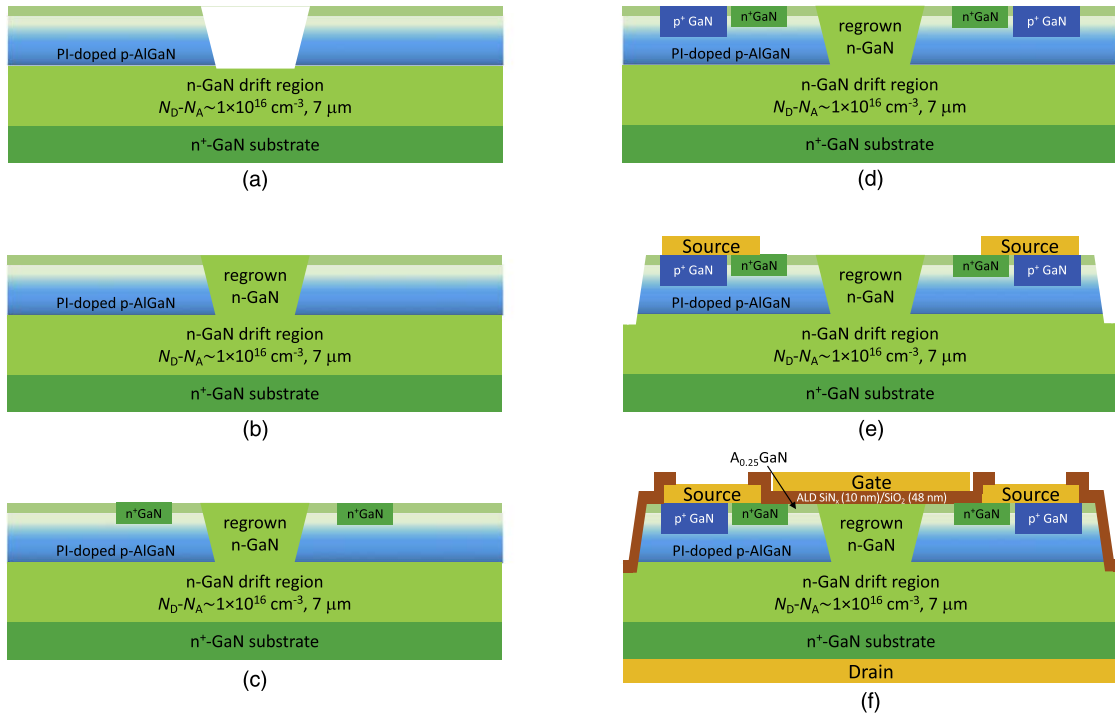 PI-doped p-AlGaN
n-GaN drift region
N_D-N_A~1×10^16 cm^-3, 7 μm
n⁺-GaN substrate
(a)
regrown
n-GaN
PI-doped p-AlGaN
n-GaN drift region
N_D-N_A~1×10^16 cm^-3, 7 μm
n⁺-GaN substrate
(b)
n⁺GaN
n⁺GaN
regrown
n-GaN
PI-doped p-AlGaN
n-GaN drift region
N_D-N_A~1×10^16 cm^-3, 7 μm
n⁺-GaN substrate
(c)
p⁺ GaN
n⁺GaN
regrown
n-GaN
n⁺GaN
p⁺ GaN
PI-doped p-AlGaN
n-GaN drift region
N_D-N_A~1×10^16 cm^-3, 7 μm
n⁺-GaN substrate
(d)
Source
Source
p⁺ GaN
n⁺GaN
regrown
n-GaN
n⁺GaN
p⁺ GaN
PI-doped p-AlGaN
n-GaN drift region
N_D-N_A~1×10^16 cm^-3, 7 μm
n⁺-GaN substrate
(e)
A_0.25GaN
Gate
Source
ALD SiN_x (10 nm)/SiO_2 (48 nm)
Source
p⁺ GaN
n⁺GaN
regrown
n-GaN
n⁺GaN
p⁺ GaN
PI-doped p-AlGaN
n-GaN drift region
N_D-N_A~1×10^16 cm^-3, 7 μm
n⁺-GaN substrate
Drain
(f)